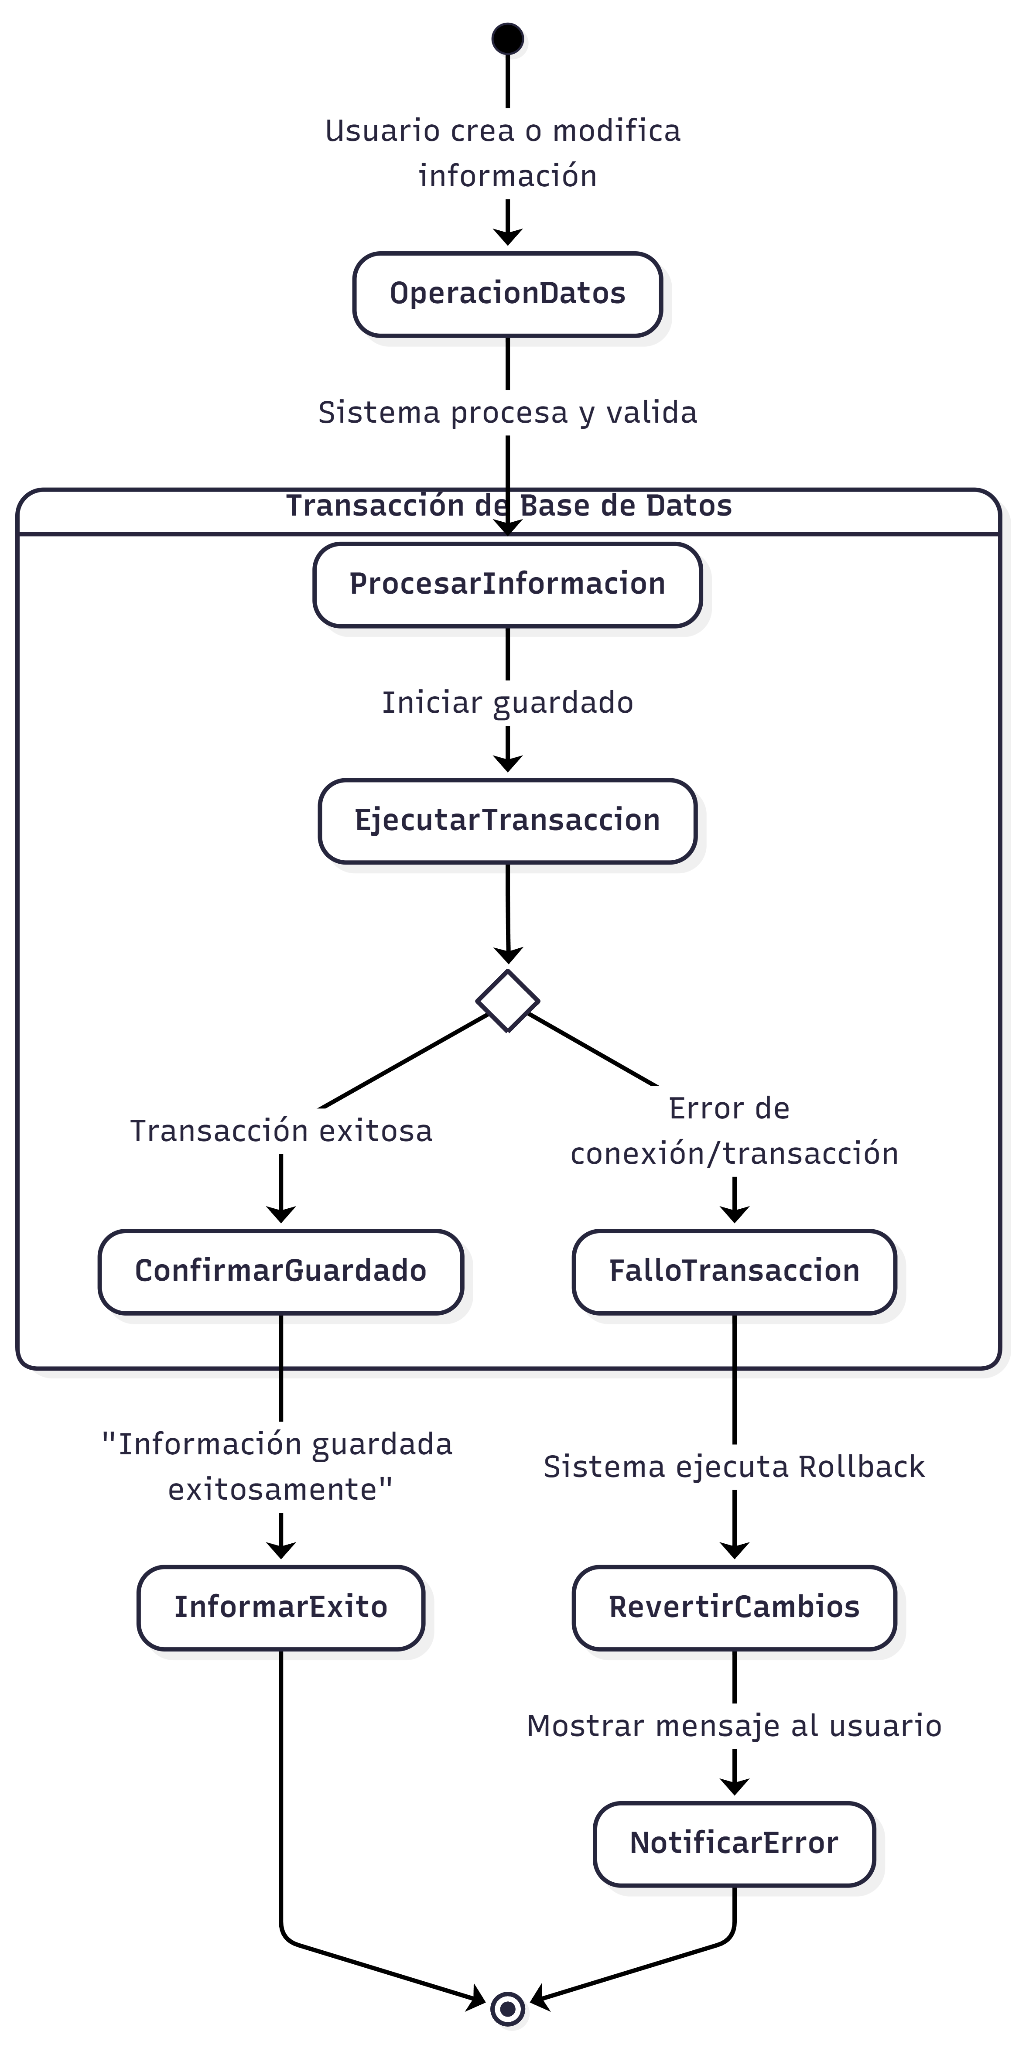 Usuario crea o modifica
información
OperacionDatos
Sistema procesa y valida
Transacción de Base de Datos
ProcesarInformacion
Iniciar guardado
EjecutarTransaccion
Transacción exitosa
Error de
conexión/transacción
ConfirmarGuardado
FalloTransaccion
"Información guardada
exitosamente"
Sistema ejecuta Rollback
InformarExito
RevertirCambios
Mostrar mensaje al usuario
NotificarError